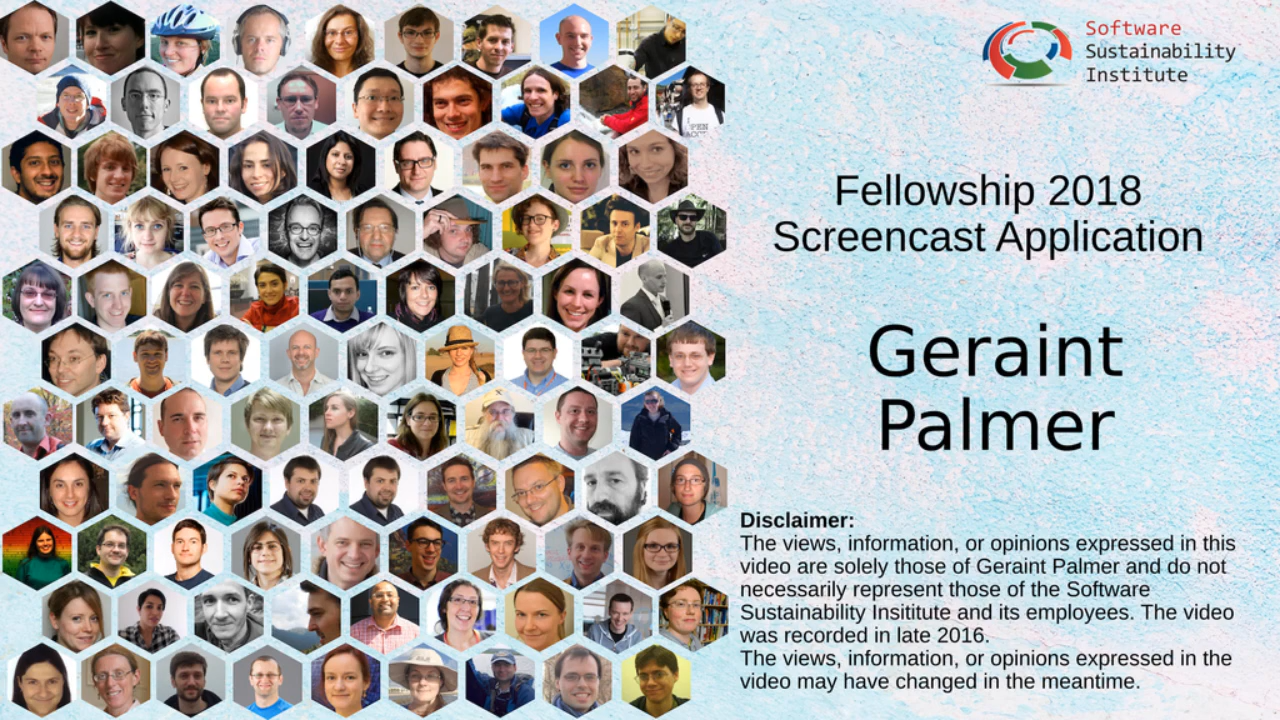 Software
Sustainability
Institute
Fellowship 2018
Screencast Application
Geraint
Palmer
Disclaimer:
The views, information, or opinions expressed in this
video are solely those of Geraint Palmer and do not
necessarily represent those of the Software
Sustainability Insititute and its employees. The video
was recorded in late 2016.
The views, information, or opinions expressed in the
video may have changed in the meantime.